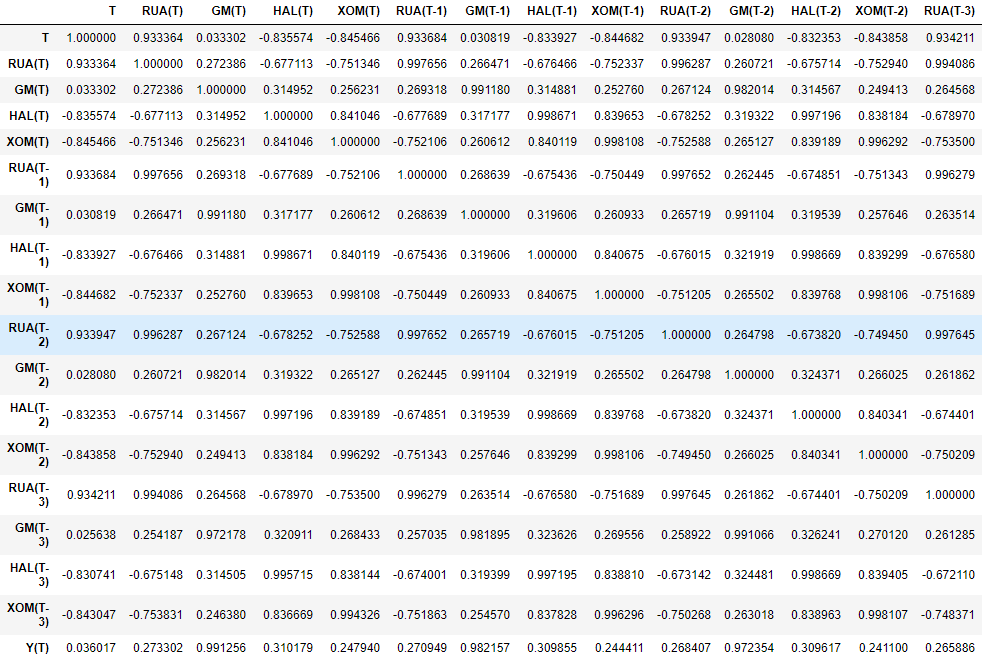 T RUA(T) GM(T) HAL(T) XOM(T) RUA(T-1) GM(T-1) HAL(T-1) XOM(T-1) RUA(T-2) GM(T-2) HAL(T-2) XOM(T-2) RUA(T-3)
T 1.000000 0.933364 0.033302 -0.835574 -0.845466 0.933684 0.030819 -0.833927 -0.844682 0.933947 0.028080 -0.832353 -0.843858 0.934211
RUA(T) 0.933364 1.000000 0.272386 -0.677113 -0.751346 0.997656 0.266471 -0.676466 -0.752337 0.996287 0.260721 -0.675714 -0.752940 0.994086
GM(T) 0.033302 0.272386 1.000000 0.314952 0.256231 0.269318 0.991180 0.314881 0.252760 0.267124 0.982014 0.314567 0.249413 0.264568
HAL(T) -0.835574 -0.677113 0.314952 1.000000 0.841046 -0.677689 0.317177 0.998671 0.839653 -0.678252 0.319322 0.997196 0.838184 -0.678970
XOM(T) -0.845466 -0.751346 0.256231 0.841046 1.000000 -0.752106 0.260612 0.840119 0.998108 -0.752588 0.265127 0.839189 0.996292 -0.753500
RUA(T-
1) 0.933684 0.997656 0.269318 -0.677689 -0.752106 1.000000 0.268639 -0.675436 -0.750449 0.997652 0.262445 -0.674851 -0.751343 0.996279
GM(T-
1) 0.030819 0.266471 0.991180 0.317177 0.260612 0.268639 1.000000 0.319606 0.260933 0.265719 0.991104 0.319539 0.257646 0.263514
HAL(T-
1) -0.833927 -0.676466 0.314881 0.998671 0.840119 -0.675436 0.319606 1.000000 0.840675 -0.676015 0.321919 0.998669 0.839299 -0.676580
XOM(T-
1) -0.844682 -0.752337 0.252760 0.839653 0.998108 -0.750449 0.260933 0.840675 1.000000 -0.751205 0.265502 0.839768 0.998106 -0.751689
RUA(T-
2) 0.933947 0.996287 0.267124 -0.678252 -0.752588 0.997652 0.265719 -0.676015 -0.751205 1.000000 0.264798 -0.673820 -0.749450 0.997645
GM(T-
2) 0.028080 0.260721 0.982014 0.319322 0.265127 0.262445 0.991104 0.321919 0.265502 0.264798 1.000000 0.324371 0.266025 0.261862
HAL(T-
2) -0.832353 -0.675714 0.314567 0.997196 0.839189 -0.674851 0.319539 0.998669 0.839768 -0.673820 0.324371 1.000000 0.840341 -0.674401
XOM(T-
2) -0.843858 -0.752940 0.249413 0.838184 0.996292 -0.751343 0.257646 0.839299 0.998106 -0.749450 0.266025 0.840341 1.000000 -0.750209
RUA(T-
3) 0.934211 0.994086 0.264568 -0.678970 -0.753500 0.996279 0.263514 -0.676580 -0.751689 0.997645 0.261862 -0.674401 -0.750209 1.000000
GM(T-
3) 0.025638 0.254187 0.972178 0.320911 0.268433 0.257035 0.981895 0.323626 0.269556 0.258922 0.991066 0.326241 0.270120 0.261285
HAL(T-
3) -0.830741 -0.675148 0.314505 0.995715 0.838144 -0.674001 0.319399 0.997195 0.838810 -0.673142 0.324481 0.998669 0.839405 -0.672110
XOM(T-
3) -0.843047 -0.753831 0.246380 0.836669 0.994326 -0.751863 0.254570 0.837828 0.996296 -0.750268 0.263018 0.838963 0.998107 -0.748371
Y(T) 0.036017 0.273302 0.991256 0.310179 0.247940 0.270949 0.982157 0.309855 0.244411 0.268407 0.972354 0.309617 0.241100 0.265886